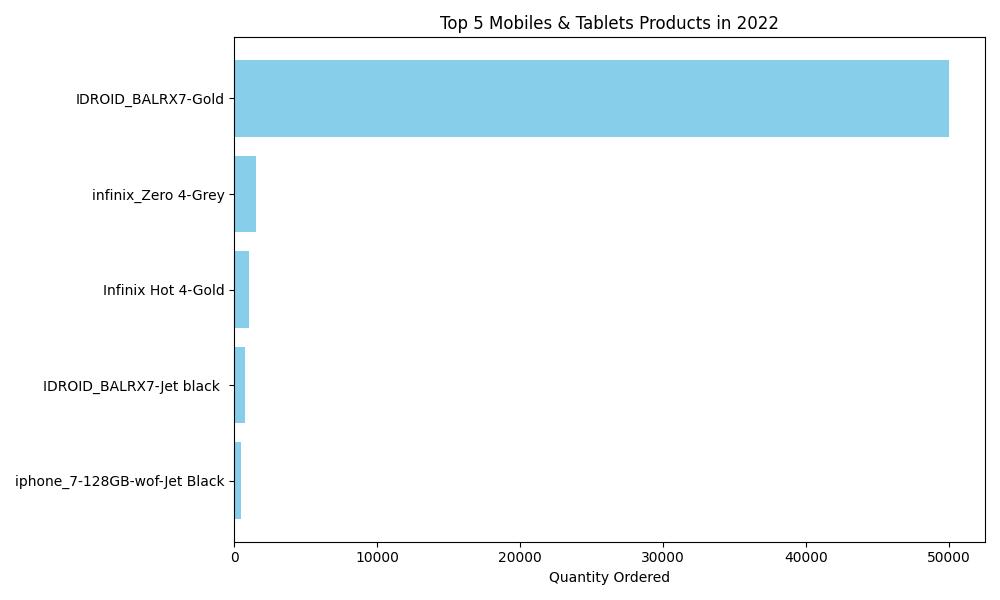 Top 5 Mobiles & Tablets Products in 2022
IDROID_BALRX7-Gold
infinix_Zero 4-Grey
Infinix Hot 4-Gold
IDROID_BALRX7-Jet black
iphone_7-128GB-wof-Jet Black
0 10000 20000 30000 40000 50000
Quantity Ordered